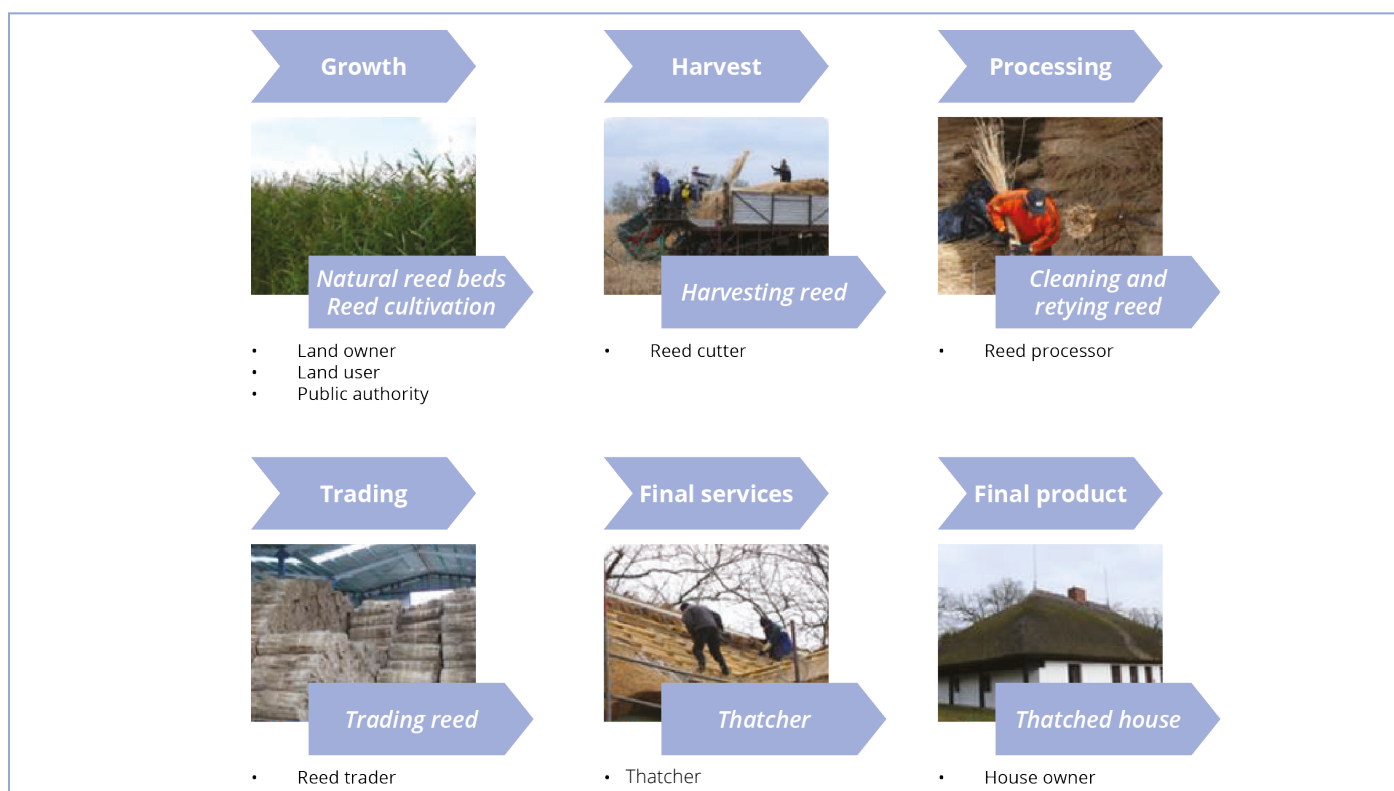 Growth
Harvest
Processing
Natural reed beds
Reed cultivation
Harvesting reed
Cleaning and
retying reed
• Land owner
• Land user
• Public authority
• Reed cutter
• Reed processor
Trading
Final services
Final product
Trading reed
Thatcher
Thatched house
• Reed trader
• Thatcher
• House owner